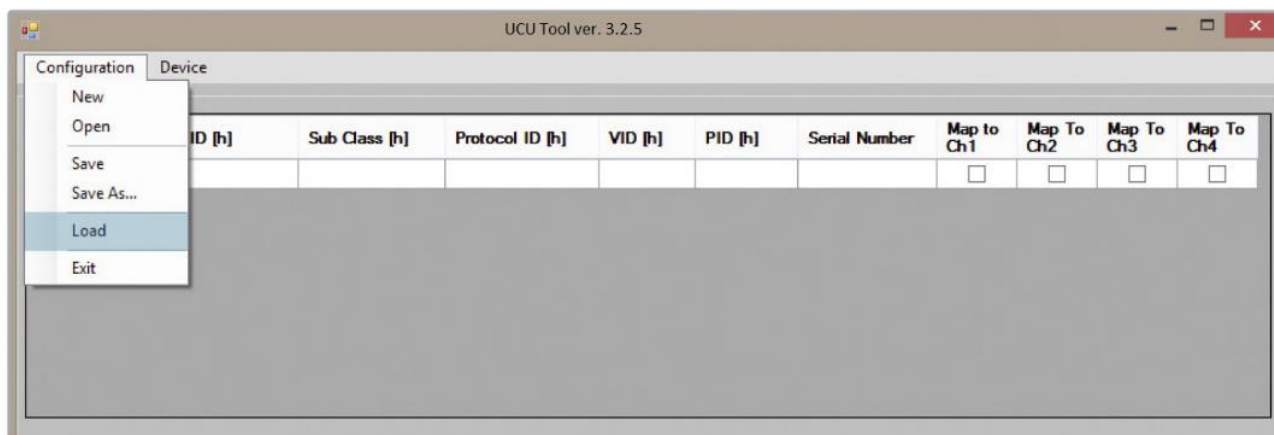 UCU Tool ver. 3.2.5
Configuration Device
New
Open
Save
Save As...
Load
Exit
ID [h] Sub Class [h] Protocol ID [h] VID [h] PID [h] Serial Number Map to Ch1 Map To Ch2 Map To Ch3 Map To Ch4